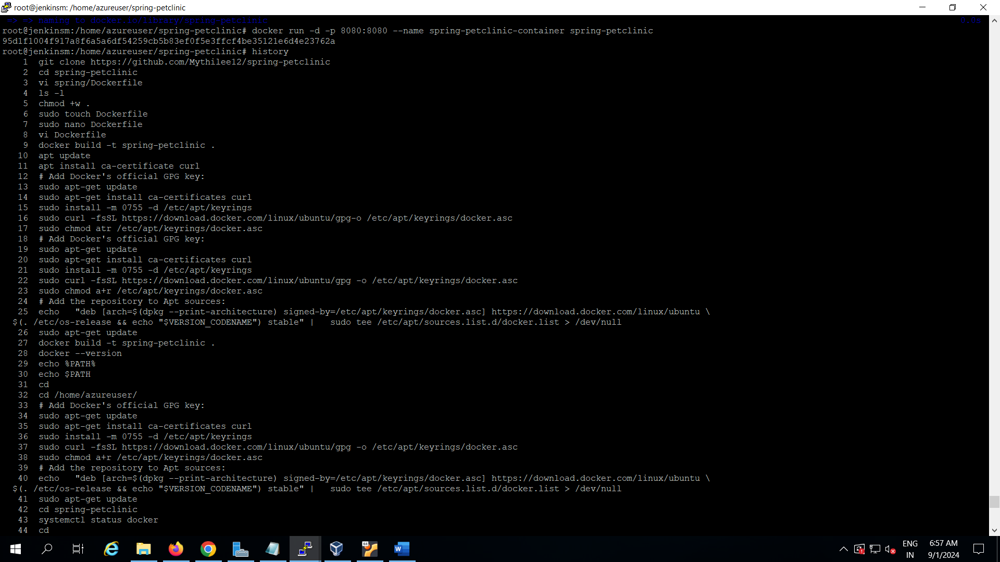 root@jenkinsm: /home/azureuser/spring-petclinic
=> => naming to docker.io/library/spring-petclinic 0.0s
root@jenkinsm:/home/azureuser/spring-petclinic# docker run -d -p 8080:8080 --name spring-petclinic-container spring-petclinic
95d1f1004f917a8f6a5a6df54259cb5b83ef0f5e3ffcf4be35121e6d4e23762a
root@jenkinsm:/home/azureuser/spring-petclinic# history
1 git clone https://github.com/Mythilee12/spring-petclinic
2 cd spring-petclinic
3 vi spring/Dockerfile
4 ls -l
5 chmod +w .
6 sudo touch Dockerfile
7 sudo nano Dockerfile
8 vi Dockerfile
9 docker build -t spring-petclinic .
10 apt update
11 apt install ca-certificate curl
12 # Add Docker's official GPG key:
13 sudo apt-get update
14 sudo apt-get install ca-certificates curl
15 sudo install -m 0755 -d /etc/apt/keyrings
16 sudo curl -fsSL https://download.docker.com/linux/ubuntu/gpg-o /etc/apt/keyrings/docker.asc
17 sudo chmod atr /etc/apt/keyrings/docker.asc
18 # Add Docker's official GPG key:
19 sudo apt-get update
20 sudo apt-get install ca-certificates curl
21 sudo install -m 0755 -d /etc/apt/keyrings
22 sudo curl -fsSL https://download.docker.com/linux/ubuntu/gpg -o /etc/apt/keyrings/docker.asc
23 sudo chmod a+r /etc/apt/keyrings/docker.asc
24 # Add the repository to Apt sources:
25 echo "deb [arch=$(dpkg --print-architecture) signed-by=/etc/apt/keyrings/docker.asc] https://download.docker.com/linux/ubuntu \
$(. /etc/os-release && echo "$VERSION_CODENAME") stable" | sudo tee /etc/apt/sources.list.d/docker.list > /dev/null
26 sudo apt-get update
27 docker build -t spring-petclinic .
28 docker --version
29 echo %PATH%
30 echo $PATH
31 cd
32 cd /home/azureuser/
33 # Add Docker's official GPG key:
34 sudo apt-get update
35 sudo apt-get install ca-certificates curl
36 sudo install -m 0755 -d /etc/apt/keyrings
37 sudo curl -fsSL https://download.docker.com/linux/ubuntu/gpg -o /etc/apt/keyrings/docker.asc
38 sudo chmod a+r /etc/apt/keyrings/docker.asc
39 # Add the repository to Apt sources:
40 echo "deb [arch=$(dpkg --print-architecture) signed-by=/etc/apt/keyrings/docker.asc] https://download.docker.com/linux/ubuntu \
$(. /etc/os-release && echo "$VERSION_CODENAME") stable" | sudo tee /etc/apt/sources.list.d/docker.list > /dev/null
41 sudo apt-get update
42 cd spring-petclinic
43 systemctl status docker
44 cd
ENG
IN
6:57 AM
9/1/2024